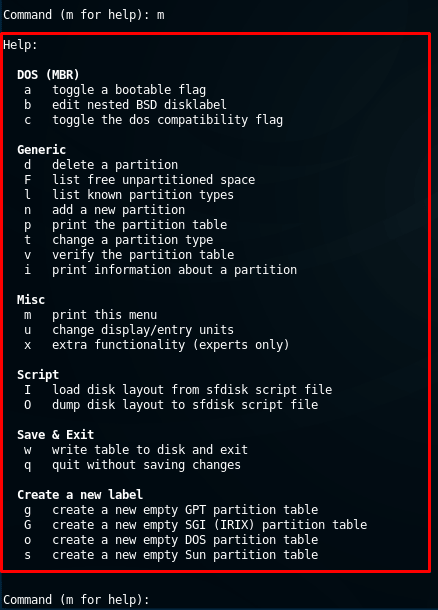 Command (m for help): m
Help:
DOS (MBR)
a   toggle a bootable flag
b   edit nested BSD disklabel
c   toggle the dos compatibility flag
Generic
d   delete a partition
F   list free unpartitioned space
l   list known partition types
n   add a new partition
p   print the partition table
t   change a partition type
v   verify the partition table
i   print information about a partition
Misc
m   print this menu
u   change display/entry units
x   extra functionality (experts only)
Script
I   load disk layout from sfdisk script file
O   dump disk layout to sfdisk script file
Save & Exit
w   write table to disk and exit
q   quit without saving changes
Create a new label
g   create a new empty GPT partition table
G   create a new empty SGI (IRIX) partition table
o   create a new empty DOS partition table
s   create a new empty Sun partition table
Command (m for help):